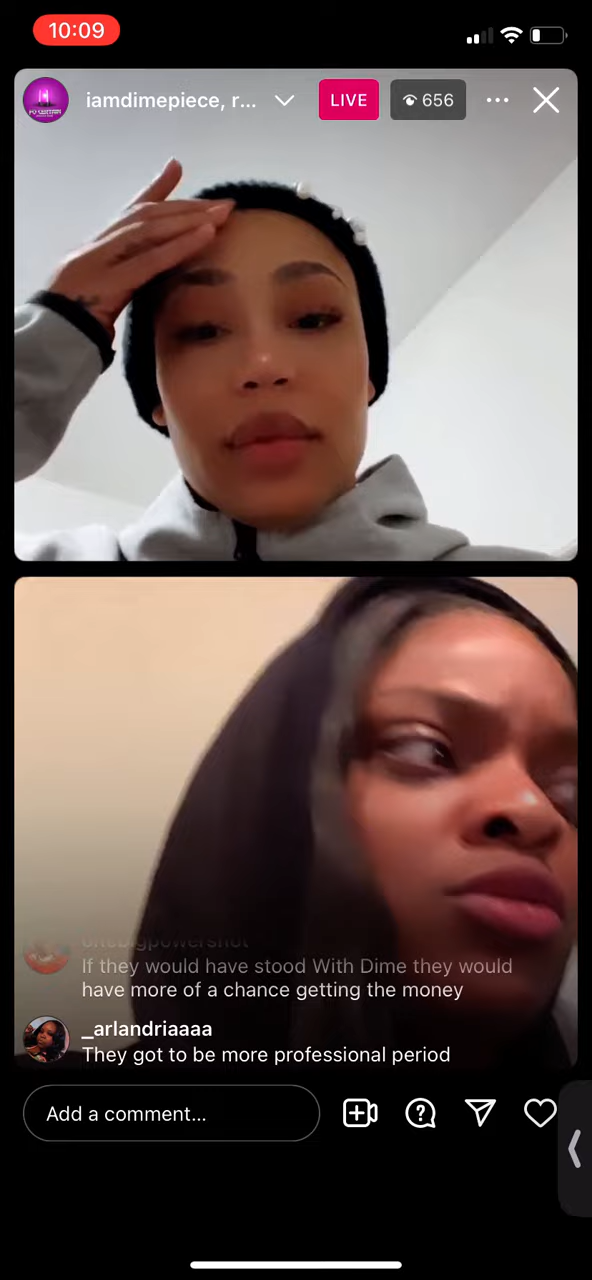 10:09
iamdimepiece, r...
LIVE
656
If they would have stood With Dime they would
have more of a chance getting the money
_arlandriaaaa
They got to be more professional period
Add a comment...